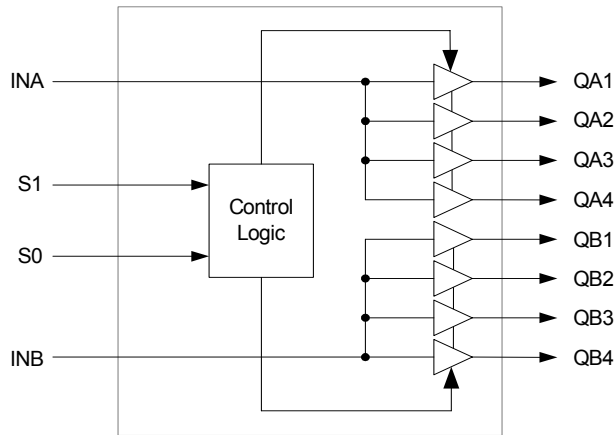 INA
S1
S0
INB
Control
Logic
QA1
QA2
QA3
QA4
QB1
QB2
QB3
QB4